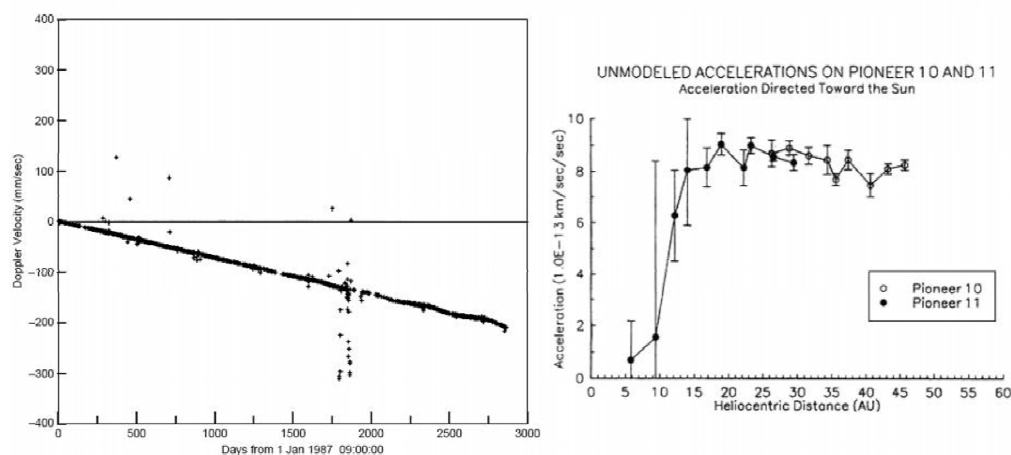 400
300
200
100
0
−100
−200
−300
−400
Doppler Velocity (mm/sec)
0 500 1000 1500 2000 2500 3000
Days from 1 Jan 1987 09:00:00
UNMODELED ACCELERATIONS ON PIONEER 10 AND 11
Acceleration Directed Toward the Sun
10
8
6
4
2
0
Acceleration (1.0E-13 km/sec/sec)
Pioneer 10
Pioneer 11
0 5 10 15 20 25 30 35 40 45 50 55 60
Heliocentric Distance (AU)